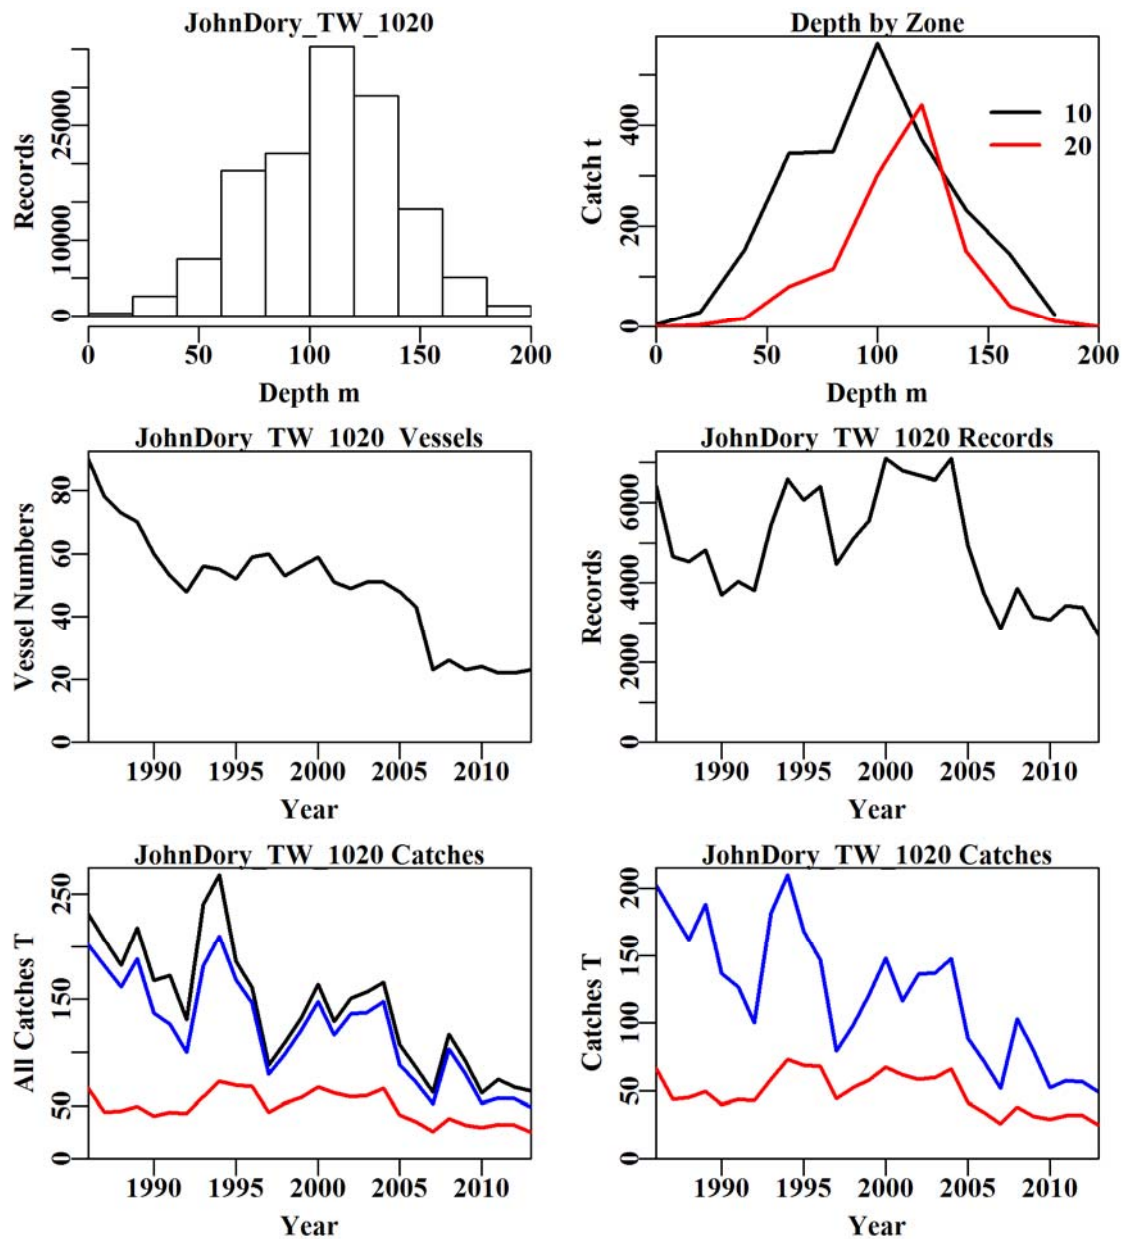 JohnDory_TW_1020
Records
0
10000
25000
0 50 100 150 200
Depth m
Depth by Zone
Catch t
0
200
400
10
20
0 50 100 150 200
Depth m
JohnDory_TW_1020_Vessels
Vessel Numbers
0
20
40
60
80
1990 1995 2000 2005 2010
Year
JohnDory_TW_1020 Records
Records
0
2000
4000
6000
1990 1995 2000 2005 2010
Year
JohnDory_TW_1020 Catches
All Catches T
0
50
150
250
1990 1995 2000 2005 2010
Year
JohnDory_TW_1020 Catches
Catches T
0
50
100
150
200
1990 1995 2000 2005 2010
Year